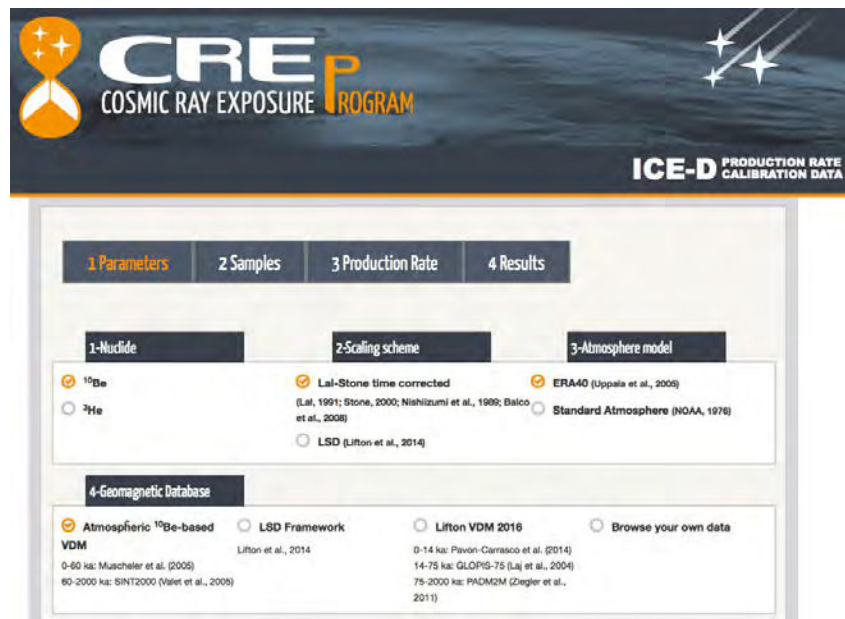 CREP
COSMIC RAY EXPOSURE PROGRAM
ICE-D PRODUCTION RATE
CALIBRATION DATA
1 Parameters
2 Samples
3 Production Rate
4 Results
1-Nuclide
2-Scaling scheme
3-Atmosphere model
¹⁰Be
³He
Lal-Stone time corrected
(Lal, 1991; Stone, 2000; Nishiizumi et al., 1989; Balco
et al., 2008)
LSD (Lifton et al., 2014)
ERA40 (Uppala et al., 2005)
Standard Atmosphere (NOAA, 1976)
4-Geomagnetic Database
Atmospheric ¹⁰Be-based
VDM
0-60 ka: Muscheler et al. (2005)
60-2000 ka: SINT2000 (Valet et al., 2005)
LSD Framework
Lifton et al., 2014
Lifton VDM 2016
0-14 ka: Pavon-Carrasco et al. (2014)
14-75 ka: GLOPIS-75 (Laj et al., 2004)
75-2000 ka: PADM2M (Ziegler et al.,
2011)
Browse your own data